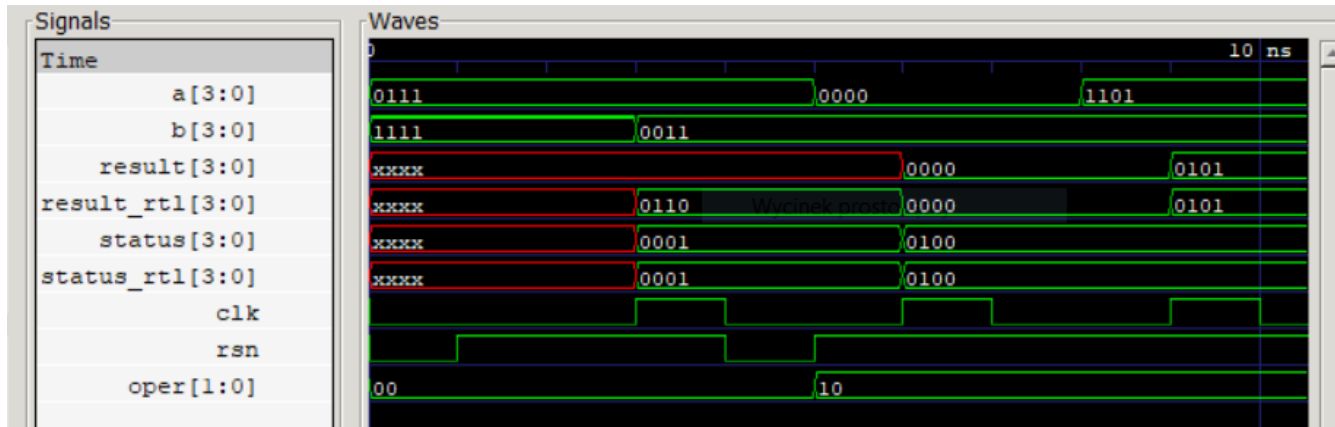 Signals
Waves
Time
0 10 ns
a[3:0] 0111 0000 1101
b[3:0] 1111 0011
result[3:0] xxxx 0000 0101
result_rtl[3:0] xxxx 0110 Wycinek prosto 0000 0101
status[3:0] xxxx 0001 0100
status_rtl[3:0] xxxx 0001 0100
clk
rsn
oper[1:0] 00 10